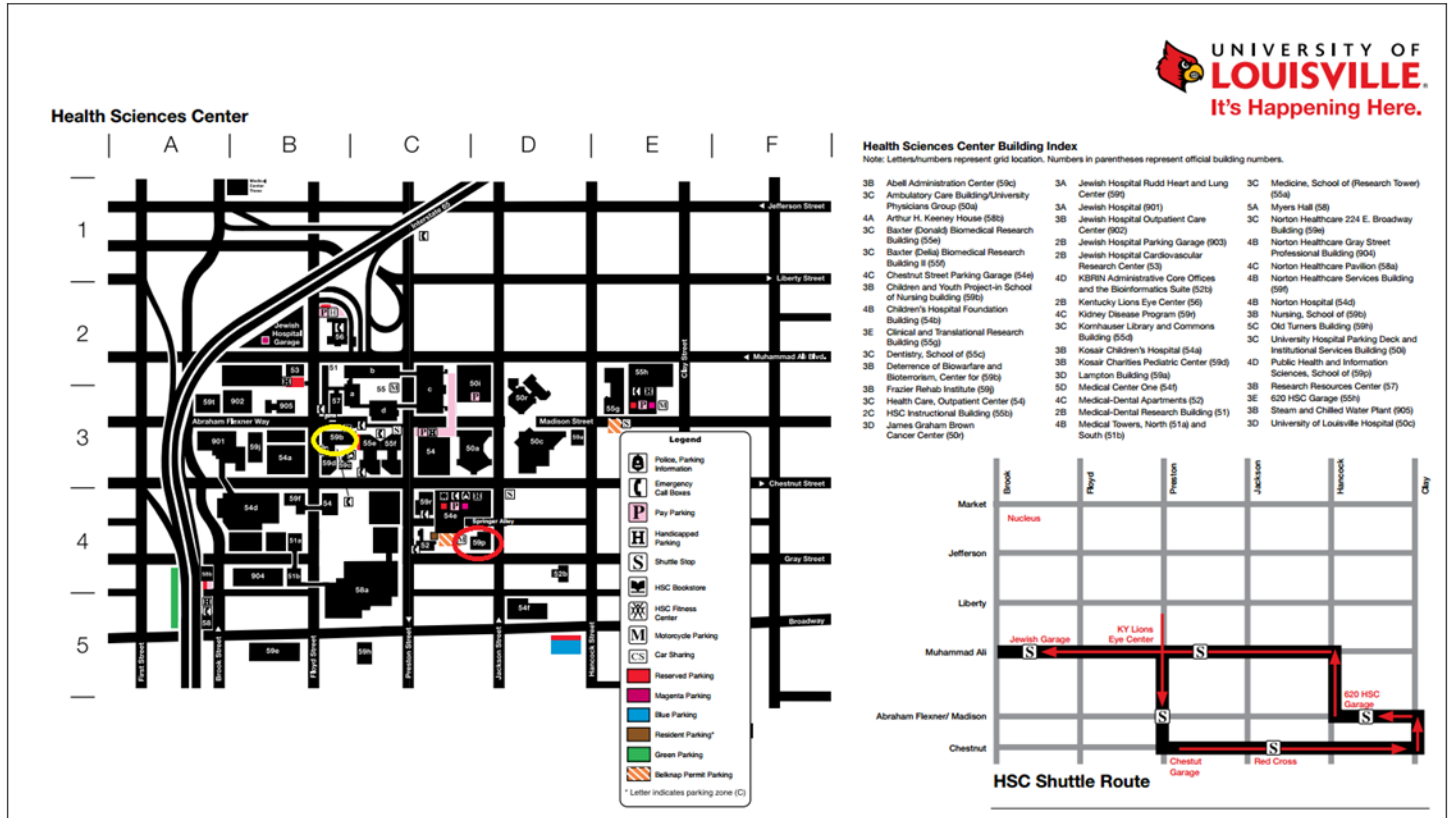 UNIVERSITY OF
LOUISVILLE.
It's Happening Here.
Health Sciences Center
A
B
C
D
E
F
1
2
3
4
5
Medical
Center
Three
Interstate 65
Jefferson Street
Liberty Street
Muhammad Ali Blvd.
Clay Street
Jewish
Hospital
Garage
P
H
56
53
H
51
b
55
M
c
50i
P
55h
59t
902
905
57
a
d
50r
55g
Abraham Flexner Way
Madison Street
901
59j
54a
59b
59d
55e
55f
S
P
H
54
50a
50c
59a
S
Chestnut Street
54d
59f
54
59r
54e
S
Springer Alley
52
M
59p
51a
Gray Street
904
51b
58a
52b
58b
H
58
54f
Broadway
59e
59h
First Street
Brook Street
Floyd Street
Preston Street
Jackson Street
Hancock Street
Legend
Police, Parking
Information
Emergency
Call Boxes
P Pay Parking
H Handicapped
Parking
S Shuttle Stop
HSC Bookstore
HSC Fitness
Center
M Motorcycle Parking
CS Car Sharing
Reserved Parking
Magenta Parking
Blue Parking
Resident Parking*
Green Parking
Belknap Permit Parking
* Letter indicates parking zone (C)
Health Sciences Center Building Index
Note: Letters/numbers represent grid location. Numbers in parentheses represent official building numbers.
3B Abell Administration Center (59c)
3C Ambulatory Care Building/University
Physicians Group (50a)
4A Arthur H. Keeney House (58b)
3C Baxter (Donald) Biomedical Research
Building (55e)
3C Baxter (Delia) Biomedical Research
Building II (55f)
4C Chestnut Street Parking Garage (54e)
3B Children and Youth Project-in School
of Nursing building (59b)
4B Children's Hospital Foundation
Building (54b)
3E Clinical and Translational Research
Building (55g)
3C Dentistry, School of (55c)
3B Deterrence of Biowarfare and
Bioterrorism, Center for (59b)
3B Frazier Rehab Institute (59j)
3C Health Care, Outpatient Center (54)
2C HSC Instructional Building (55b)
3D James Graham Brown
Cancer Center (50r)
3A Jewish Hospital Rudd Heart and Lung
Center (59t)
3A Jewish Hospital (901)
3B Jewish Hospital Outpatient Care
Center (902)
2B Jewish Hospital Parking Garage (903)
2B Jewish Hospital Cardiovascular
Research Center (53)
4D KBRIN Administrative Core Offices
and the Bioinformatics Suite (52b)
2B Kentucky Lions Eye Center (56)
4C Kidney Disease Program (59r)
3C Kornhauser Library and Commons
Building (55d)
3B Kosair Children's Hospital (54a)
3B Kosair Charities Pediatric Center (59d)
3D Lampton Building (59a)
5D Medical Center One (54f)
4C Medical-Dental Apartments (52)
2B Medical-Dental Research Building (51)
4B Medical Towers, North (51a) and
South (51b)
3C Medicine, School of (Research Tower)
(55a)
5A Myers Hall (58)
3C Norton Healthcare 224 E. Broadway
Building (59e)
4B Norton Healthcare Gray Street
Professional Building (904)
4C Norton Healthcare Pavilion (58a)
4B Norton Healthcare Services Building
(59f)
4B Norton Hospital (54d)
3B Nursing, School of (59b)
5C Old Turners Building (59h)
3C University Hospital Parking Deck and
Institutional Services Building (50i)
4D Public Health and Information
Sciences, School of (59p)
3B Research Resources Center (57)
3E 620 HSC Garage (55h)
3B Steam and Chilled Water Plant (905)
3D University of Louisville Hospital (50c)
Brook
Floyd
Preston
Jackson
Hancock
Clay
Market
Nucleus
Jefferson
Liberty
Jewish Garage
KY Lions
Eye Center
Muhammad Ali
S
S
620 HSC
Garage
Abraham Flexner/ Madison
S
S
Chestnut
S
Chestut
Garage
Red Cross
HSC Shuttle Route